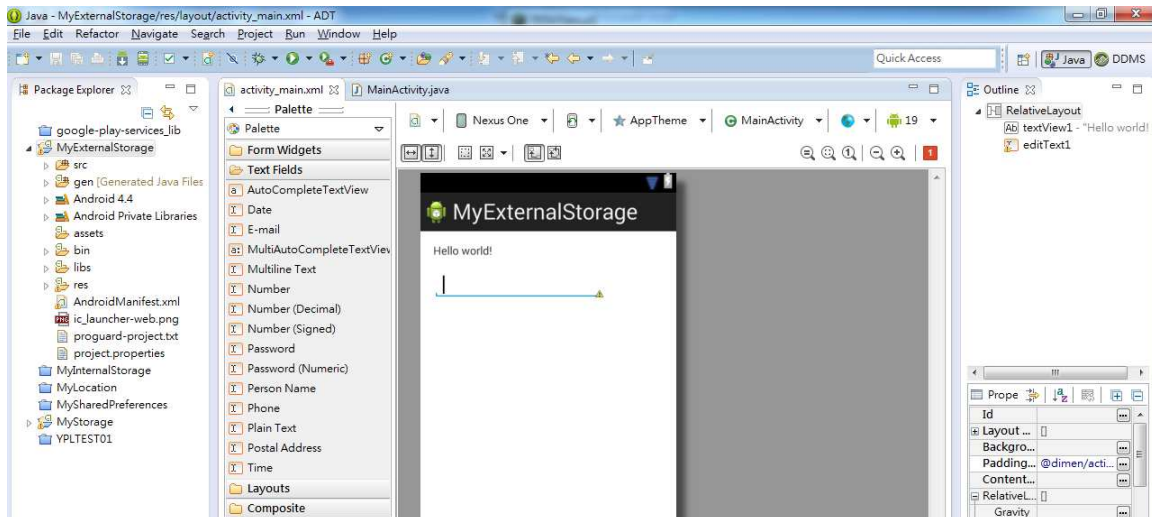 Java - MyExternalStorage/res/layout/activity_main.xml - ADT
File Edit Refactor Navigate Search Project Run Window Help
Quick Access
Java
DDMS
Package Explorer
google-play-services_lib
MyExternalStorage
src
gen [Generated Java Files
Android 4.4
Android Private Libraries
assets
bin
libs
res
AndroidManifest.xml
ic_launcher-web.png
proguard-project.txt
project.properties
MyInternalStorage
MyLocation
MySharedPreferences
MyStorage
YPLTEST01
activity_main.xml
MainActivity.java
Palette
Palette
Form Widgets
Text Fields
AutoCompleteTextView
Date
E-mail
MultiAutoCompleteTextView
Multiline Text
Number
Number (Decimal)
Number (Signed)
Password
Password (Numeric)
Person Name
Phone
Plain Text
Postal Address
Time
Layouts
Composite
Nexus One
AppTheme
MainActivity
19
1
MyExternalStorage
Hello world!
Outline
RelativeLayout
Ab textView1 - "Hello world!
editText1
Prope
Id
Layout ... []
Backgro...
Padding... @dimen/acti...
Content...
RelativeL... []
Gravity